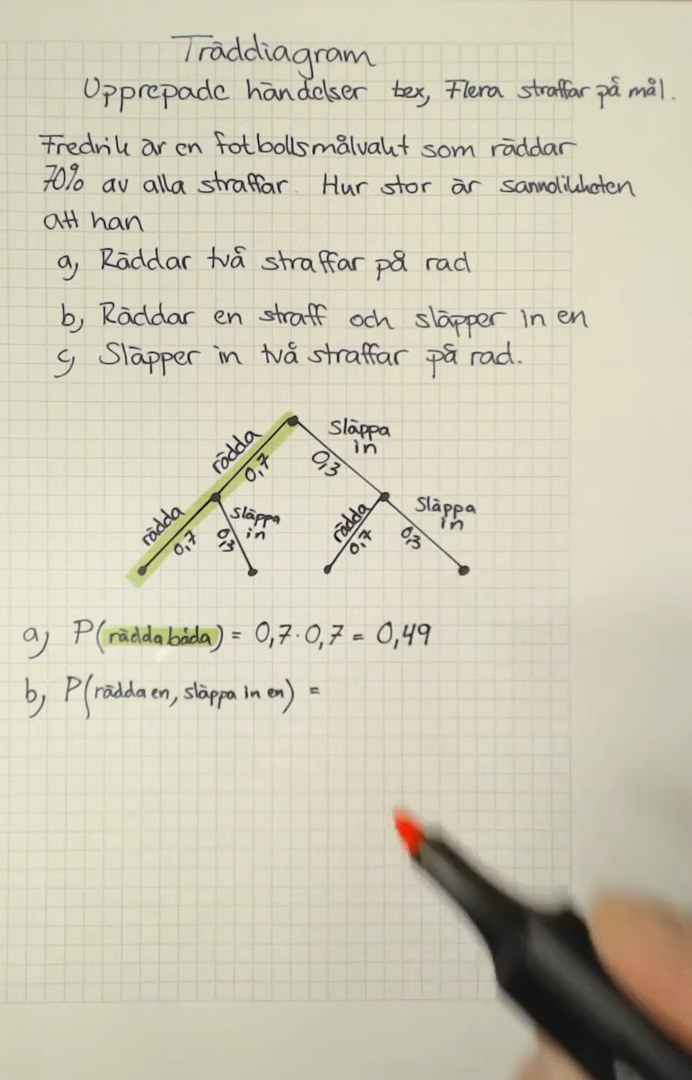 Träddiagram
Upprepade händelser tex, Flera straffar på mål.
Fredrik är en fotbollsmålvakt som räddar
70% av alla straffar. Hur stor är sannolikheten
att han
a) Räddar två straffar på rad
b) Räddar en straff och släpper in en
c) Släpper in två straffar på rad.
rädda 0,7 0,3 Släppa in
rädda 0,7 0,3 Släppa in rädda 0,7 0,3 Släppa in
a) P(rädda båda) = 0,7·0,7 = 0,49
b) P(rädda en, släppa in en) =